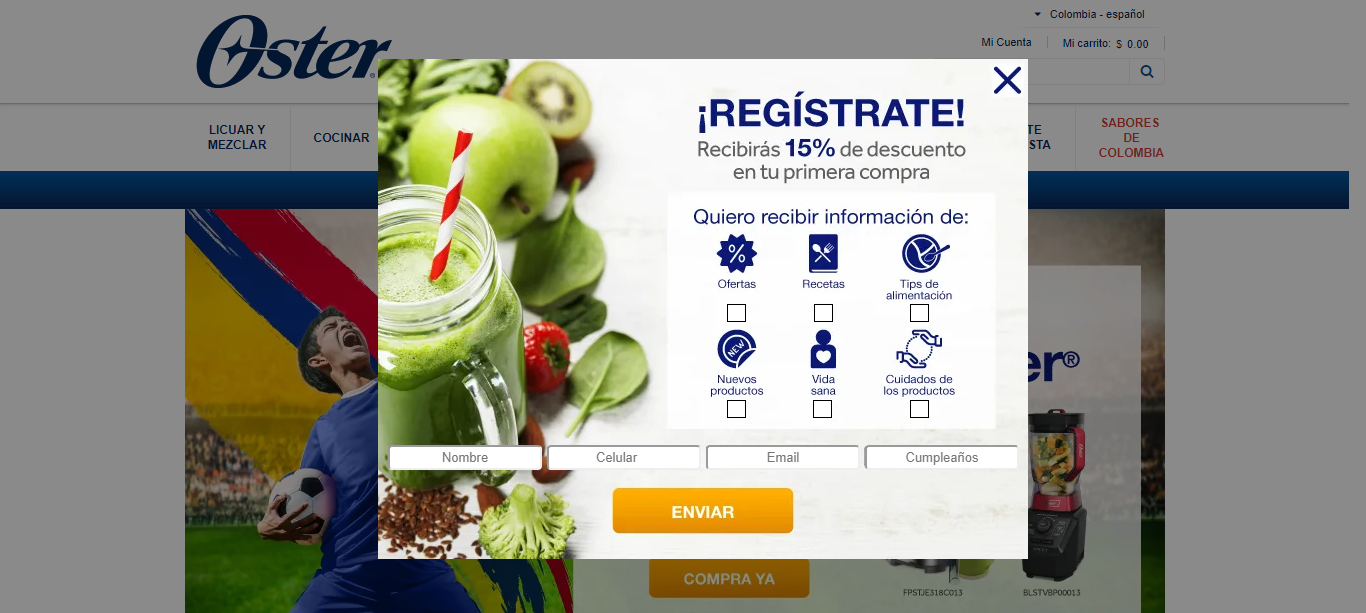 Oster®
Colombia - español
Mi Cuenta
Mi carrito: $ 0.00
LICUAR Y
MEZCLAR
COCINAR
TE
STA
SABORES
DE
COLOMBIA
¡REGÍSTRATE!
Recibirás 15% de descuento
en tu primera compra
Quiero recibir información de:
%
Ofertas
Recetas
Tips de
alimentación
NEW
Nuevos
productos
Vida
sana
Cuidados de
los productos
Nombre
Celular
Email
Cumpleaños
ENVIAR
er®
COMPRA YA
FPSTJE318C013
BLSTVBP00013